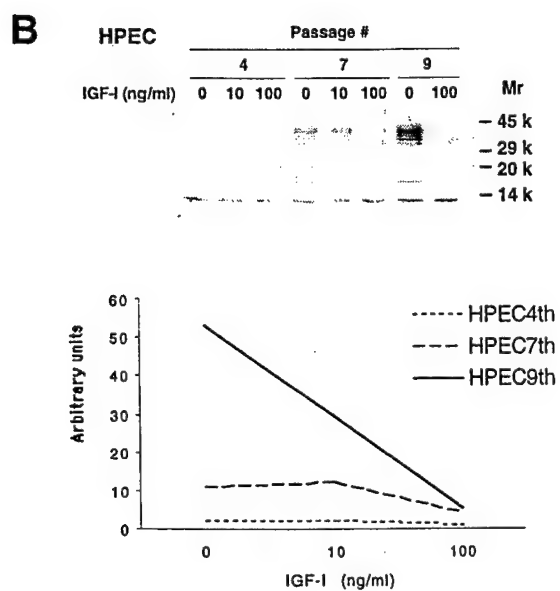 B
HPEC
Passage #
4 7 9
IGF-I (ng/ml) 0 10 100 0 10 100 0 100 Mr
– 45 k
– 29 k
– 20 k
– 14 k
60
50
40
30
20
10
0
Arbitrary units
HPEC4th
HPEC7th
HPEC9th
0 10 100
IGF-I (ng/ml)